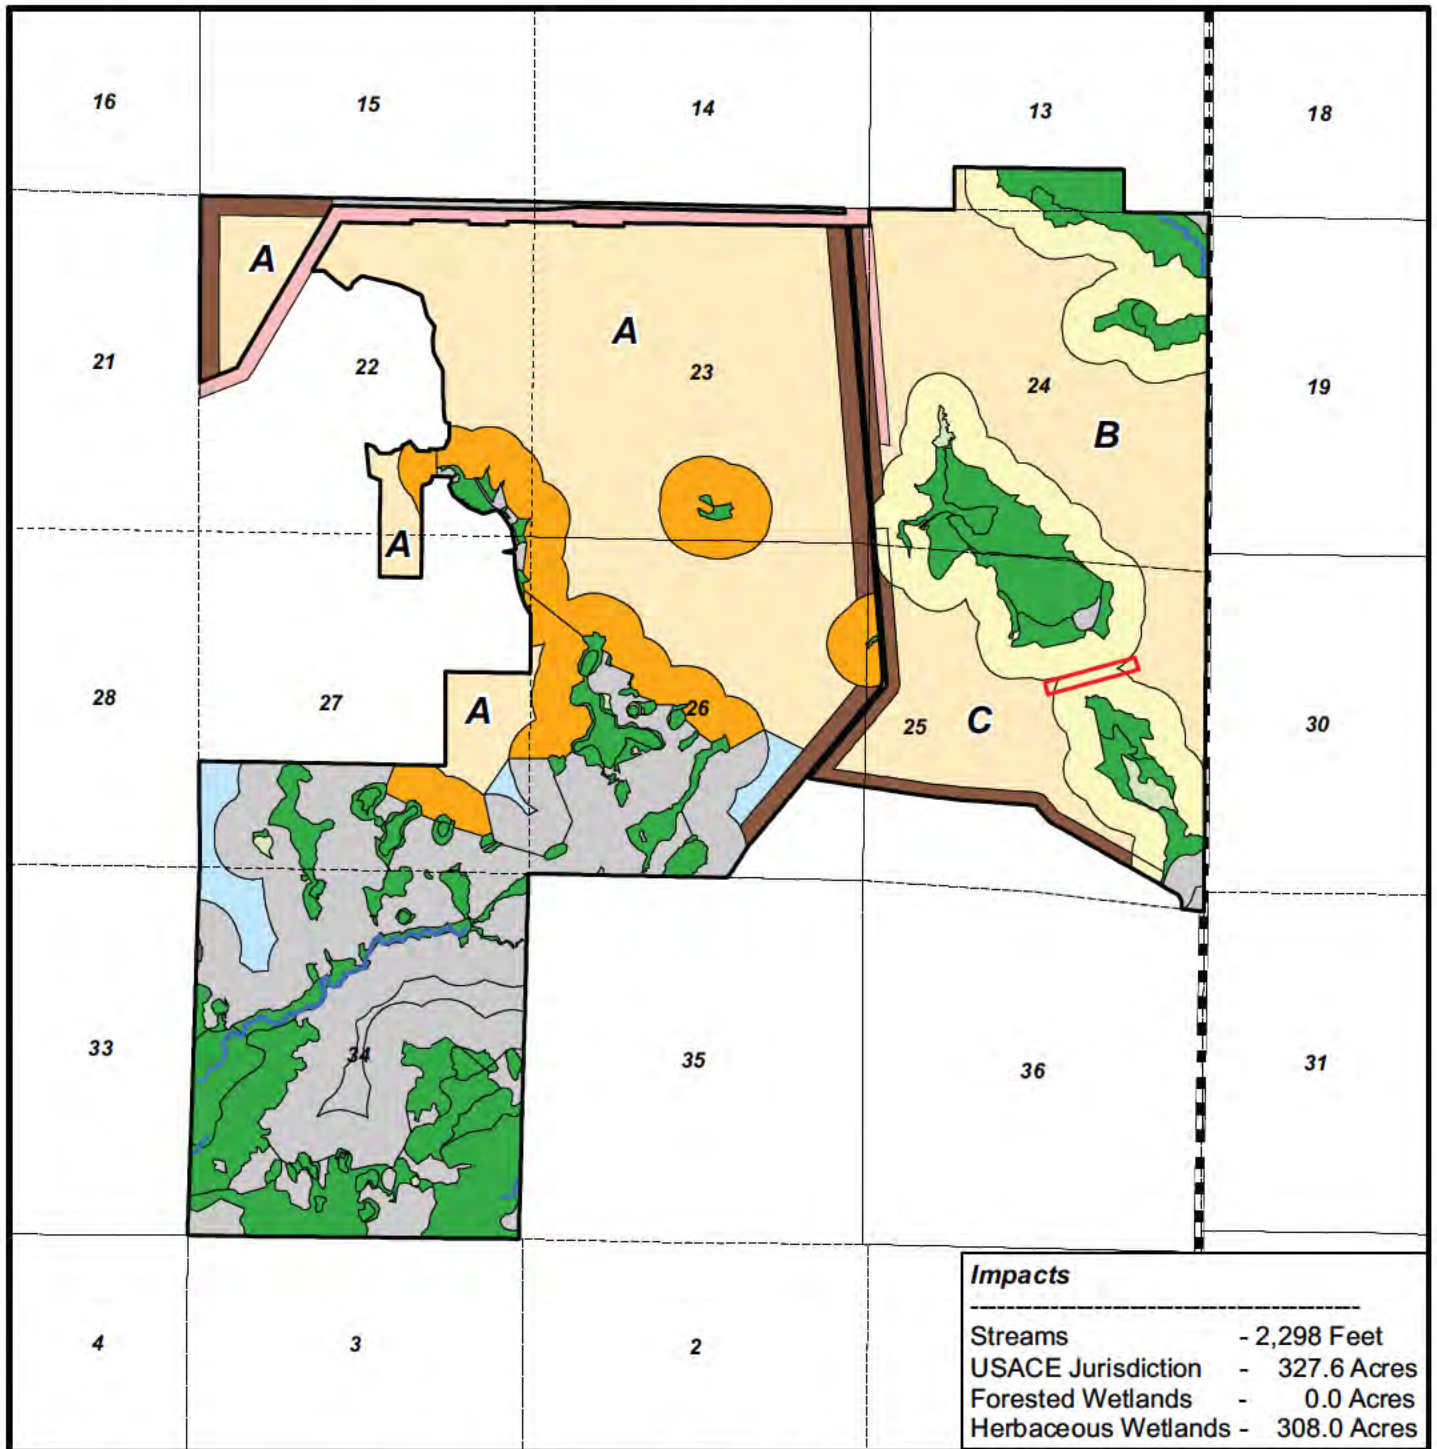 16 15 14 13 18
A
A
21 22 23 24 19
B
A
28 27 A 26 25 C 30
33 34 35 36 31
4 3 2
Impacts
-------------------------------------------
Streams - 2,298 Feet
USACE Jurisdiction - 327.6 Acres
Forested Wetlands - 0.0 Acres
Herbaceous Wetlands - 308.0 Acres